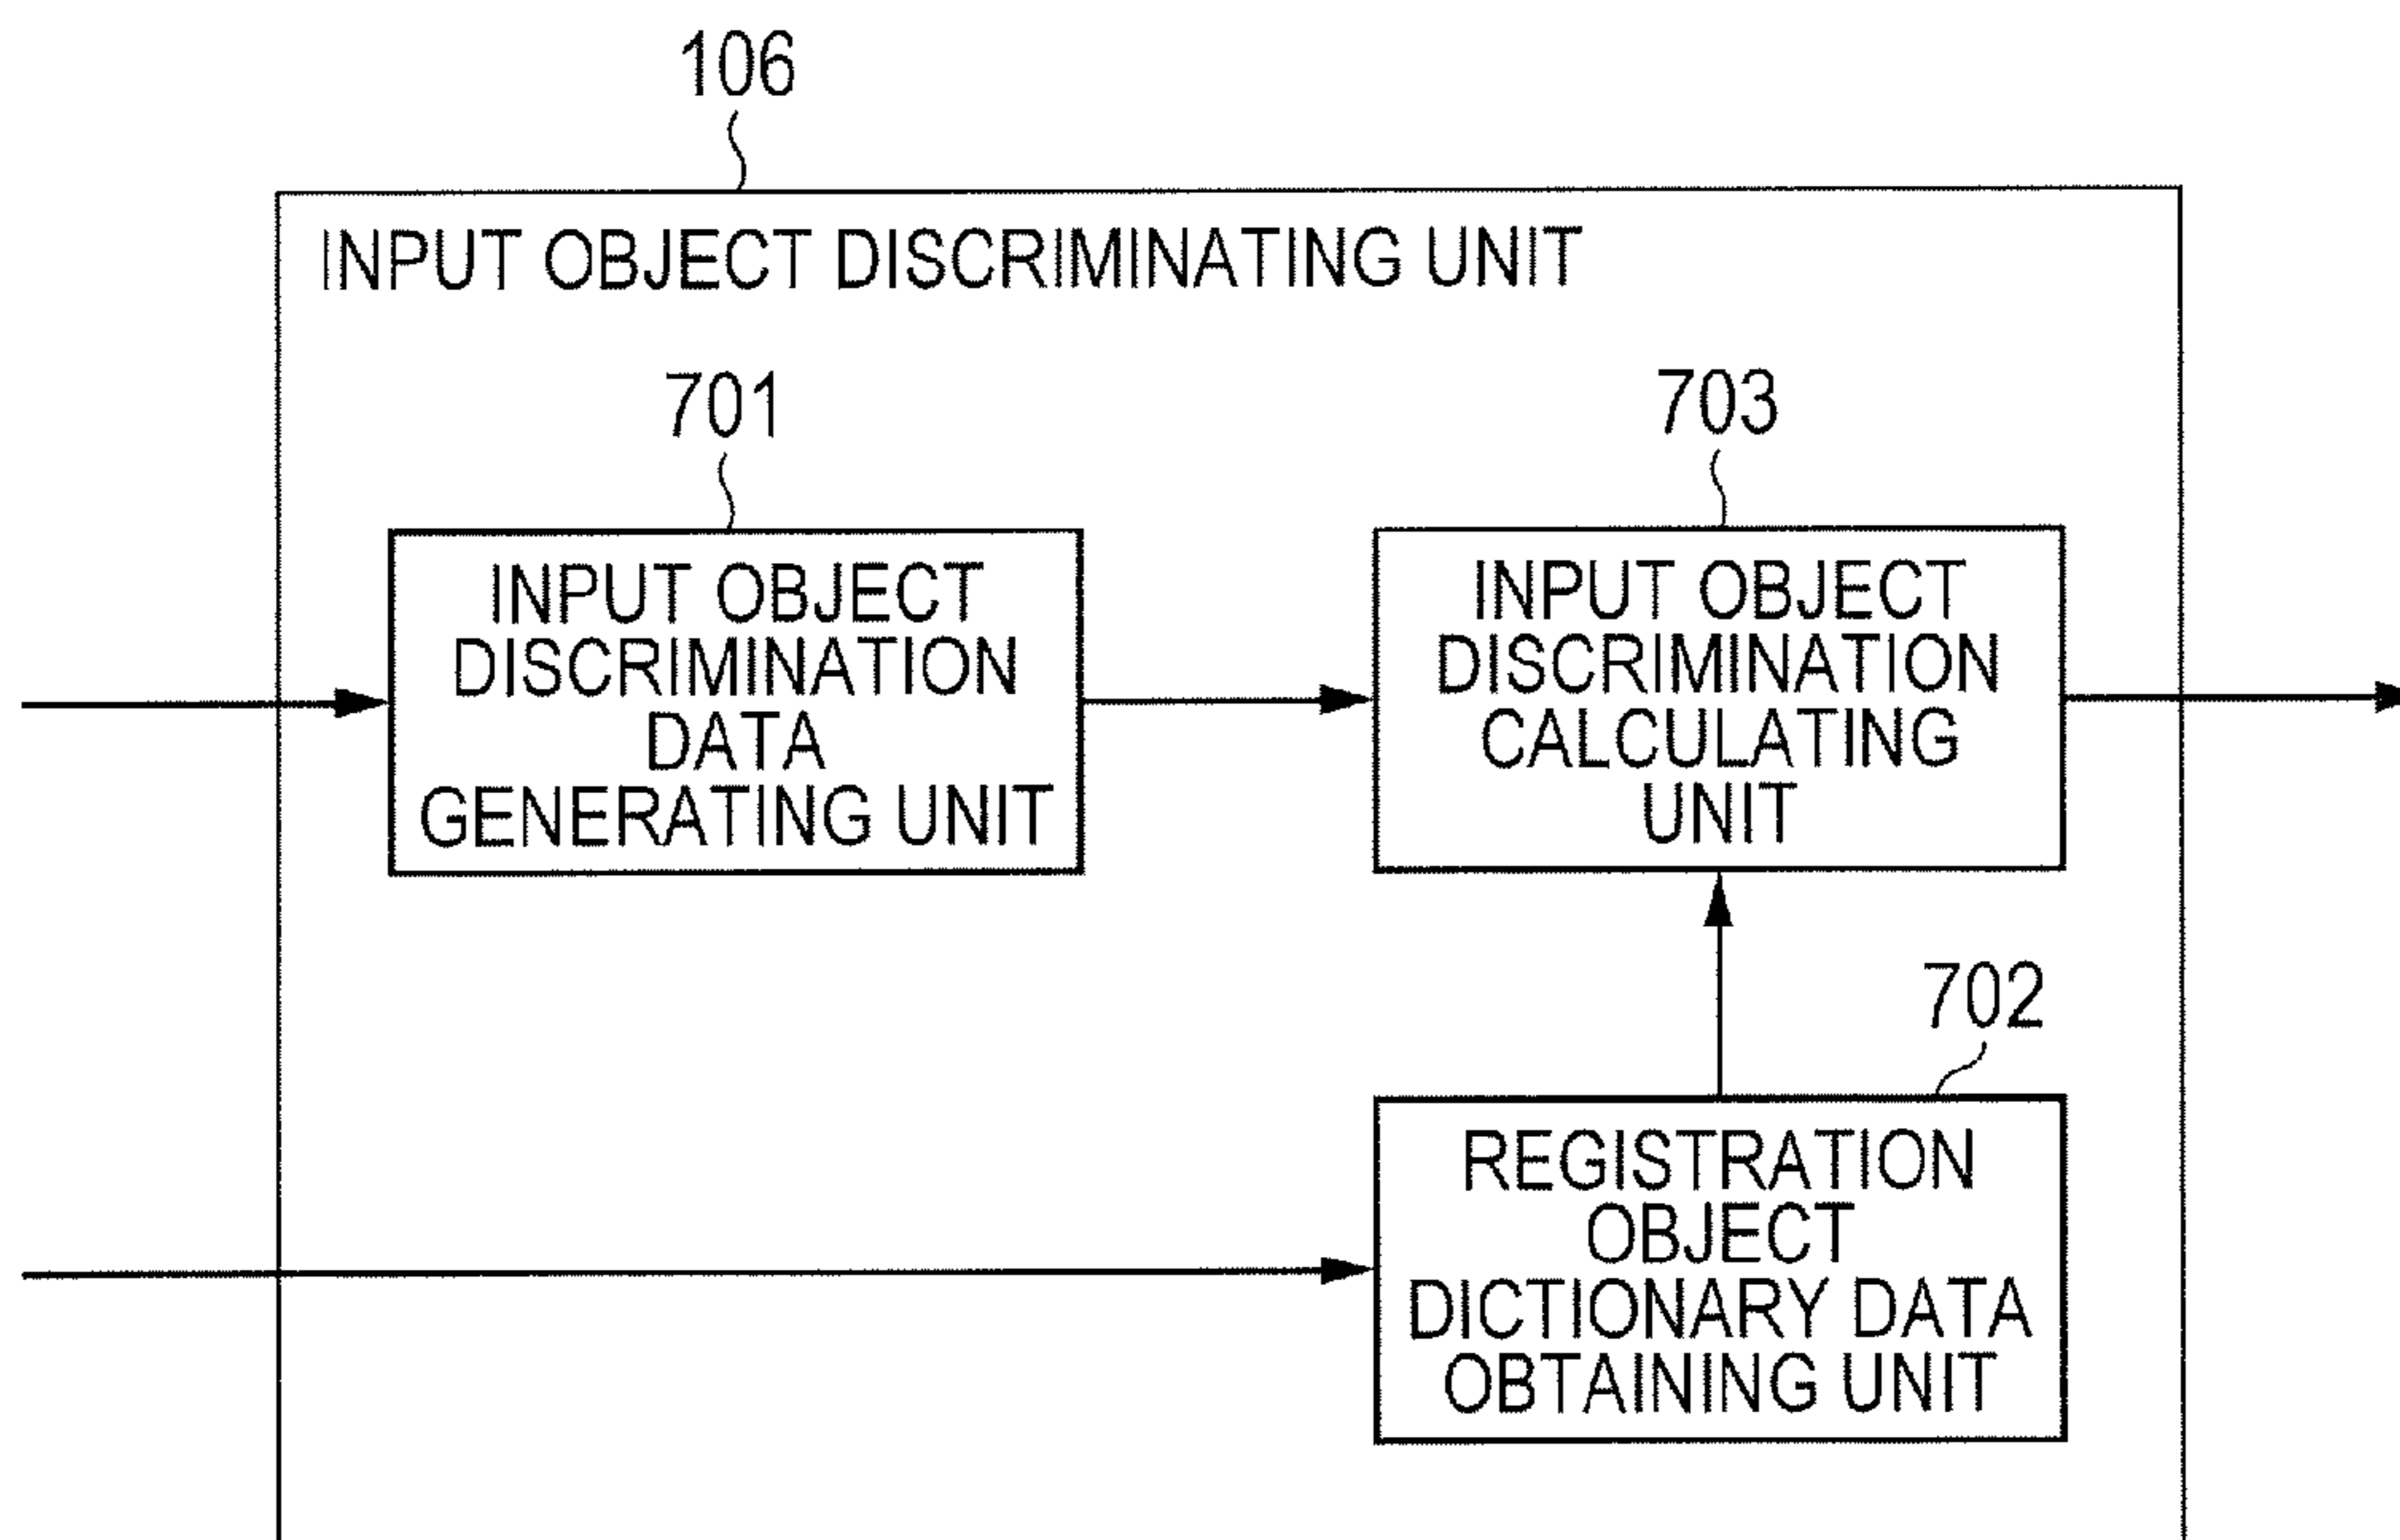 106
INPUT OBJECT DISCRIMINATING UNIT
701
INPUT OBJECT
DISCRIMINATION
DATA
GENERATING UNIT
703
INPUT OBJECT
DISCRIMINATION
CALCULATING
UNIT
702
REGISTRATION
OBJECT
DICTIONARY DATA
OBTAINING UNIT